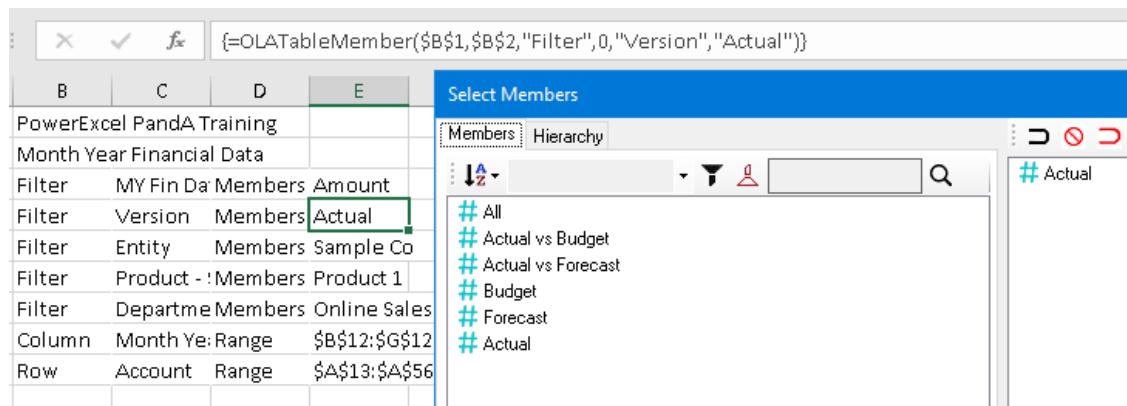 fx {=OLATableMember($B$1,$B$2,"Filter",0,"Version","Actual")}
B C D E
PowerExcel PandA Training
Month Year Financial Data
Filter MY Fin Da Members Amount
Filter Version Members Actual
Filter Entity Members Sample Co
Filter Product - Members Product 1
Filter Departme Members Online Sales
Column Month Ye Range $B$12:$G$12
Row Account Range $A$13:$A$56
Select Members
Members Hierarchy
All
Actual vs Budget
Actual vs Forecast
Budget
Forecast
Actual
Actual